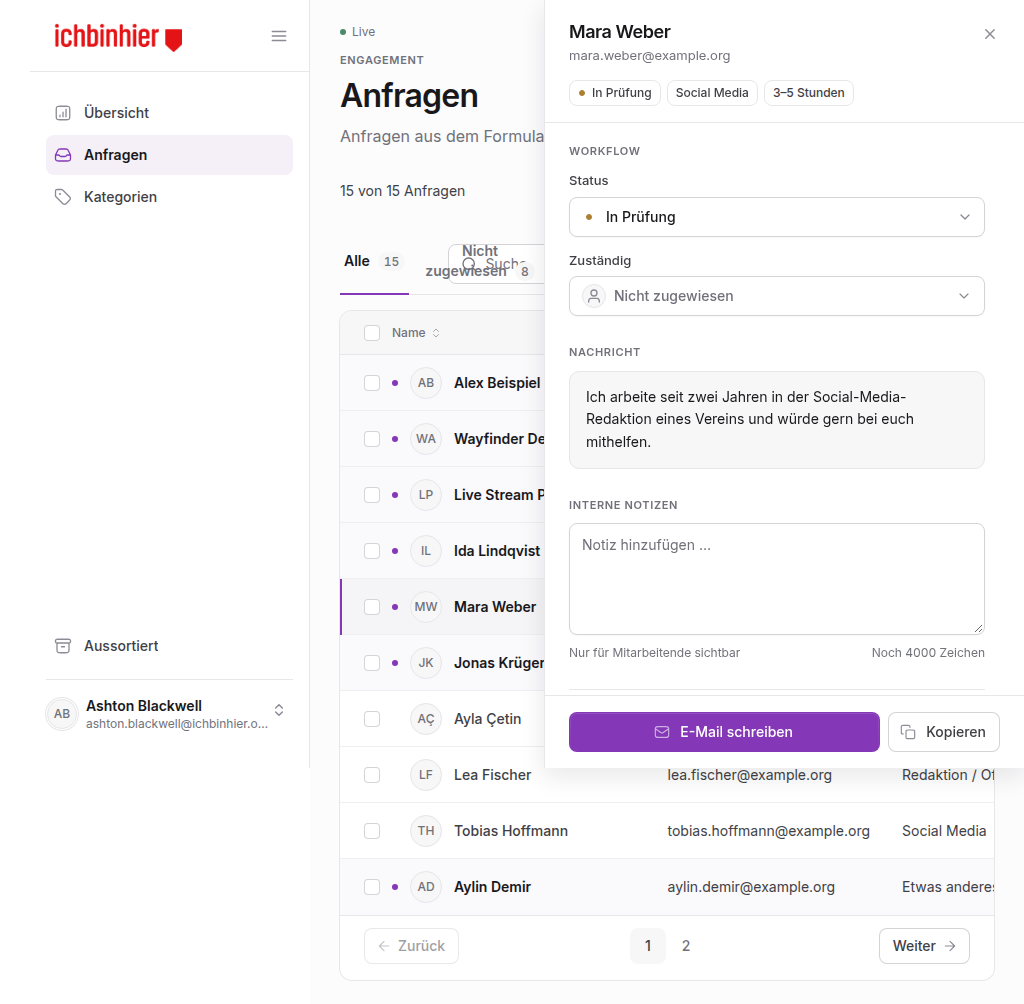 ichbinhier
Übersicht
Anfragen
Kategorien
Aussortiert
AB
Ashton Blackwell
ashton.blackwell@ichbinhier.o...
Live
ENGAGEMENT
Anfragen
Anfragen aus dem Formula
15 von 15 Anfragen
Alle 15
Nicht
zugewiesen 8
Suche
Name
AB Alex Beispiel
WA Wayfinder De
LP Live Stream P
IL Ida Lindqvist
MW Mara Weber
JK Jonas Krüger
AÇ Ayla Çetin
LF Lea Fischer lea.fischer@example.org Redaktion / Of
TH Tobias Hoffmann tobias.hoffmann@example.org Social Media
AD Aylin Demir aylin.demir@example.org Etwas anderes
Zurück 1 2 Weiter
Mara Weber
mara.weber@example.org
In Prüfung Social Media 3–5 Stunden
WORKFLOW
Status
In Prüfung
Zuständig
Nicht zugewiesen
NACHRICHT
Ich arbeite seit zwei Jahren in der Social-Media-
Redaktion eines Vereins und würde gern bei euch
mithelfen.
INTERNE NOTIZEN
Notiz hinzufügen ...
Nur für Mitarbeitende sichtbar Noch 4000 Zeichen
E-Mail schreiben Kopieren